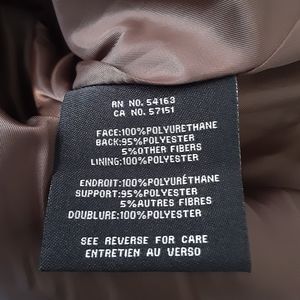 RN NO. 54163
CA NO. 57151
FACE:100%POLYURETHANE
BACK:95%POLYESTER
5%OTHER FIBERS
LINING:100%POLYESTER
ENDROIT:100%POLYURÉTHANE
SUPPORT:95%POLYESTER
5%AUTRES FIBRES
DOUBLURE:100%POLYESTER
SEE REVERSE FOR CARE
ENTRETIEN AU VERSO